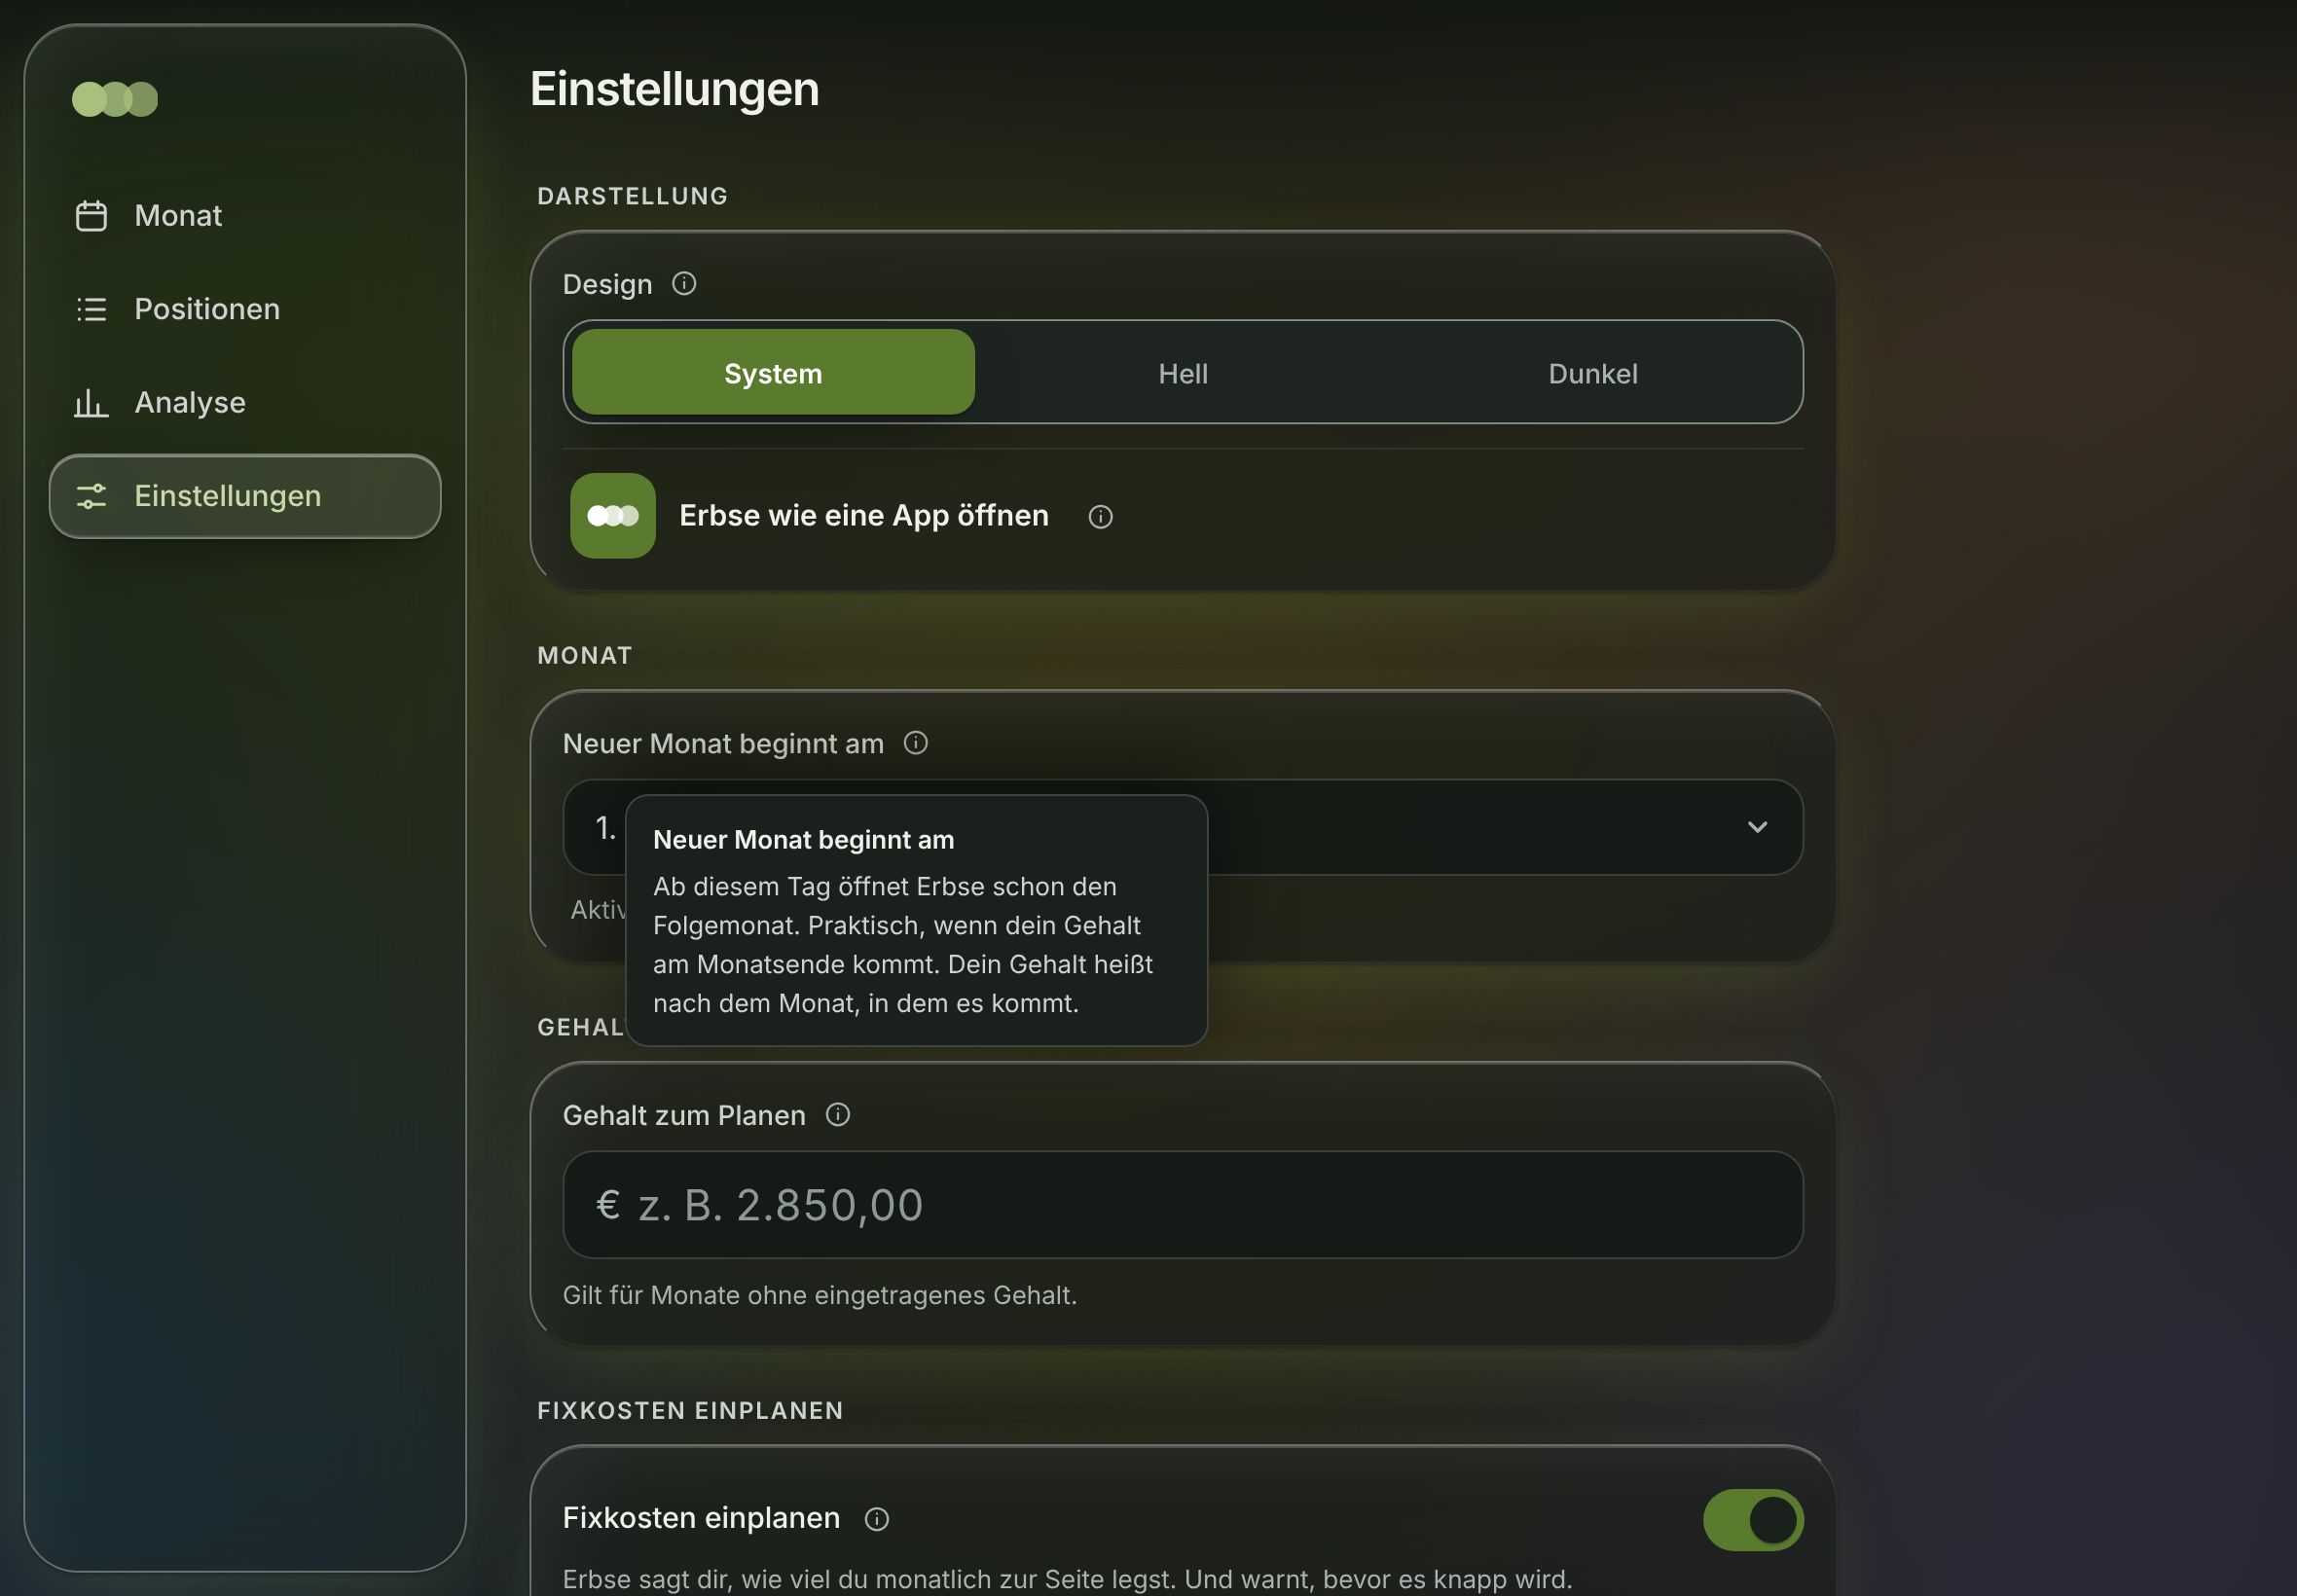 Einstellungen
DARSTELLUNG
Monat
Positionen
Analyse
Einstellungen
Design
System
Hell
Dunkel
Erbse wie eine App öffnen
MONAT
Neuer Monat beginnt am
1.
Neuer Monat beginnt am
Ab diesem Tag öffnet Erbse schon den
Folgemonat. Praktisch, wenn dein Gehalt
am Monatsende kommt. Dein Gehalt heißt
nach dem Monat, in dem es kommt.
Gehalt zum Planen
€ z. B. 2.850,00
Gilt für Monate ohne eingetragenes Gehalt.
FIXKOSTEN EINPLANEN
Fixkosten einplanen
Erbse sagt dir, wie viel du monatlich zur Seite legst. Und warnt, bevor es knapp wird.